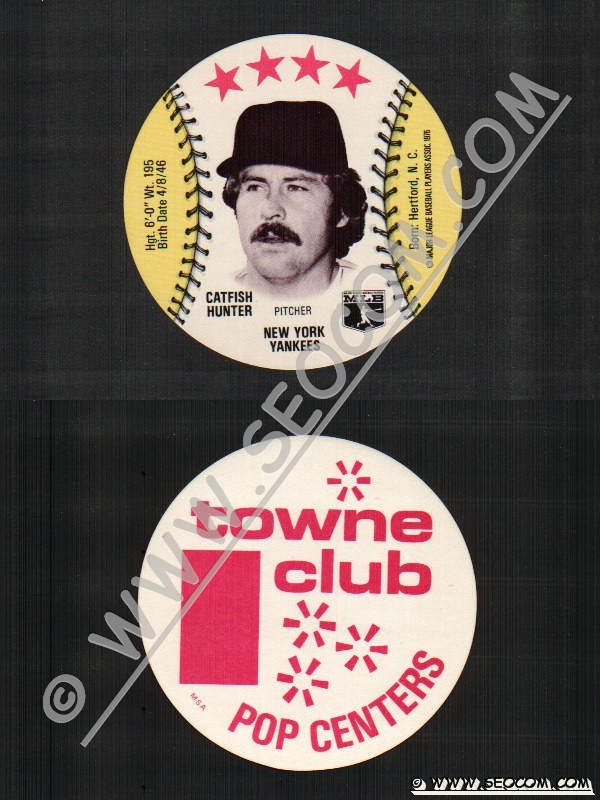 Hgt. 6'-0" Wt. 195
Birth Date 4/8/46
Born: Hertford, N. C.
© MAJOR LEAGUE BASEBALL PLAYERS ASSOC. 1976
CATFISH
HUNTER
PITCHER
MLB
NEW YORK
YANKEES
towne
club
MSA
POP CENTERS
© WWW.SEOCOM.COM
© WWW.SEOCOM.COM